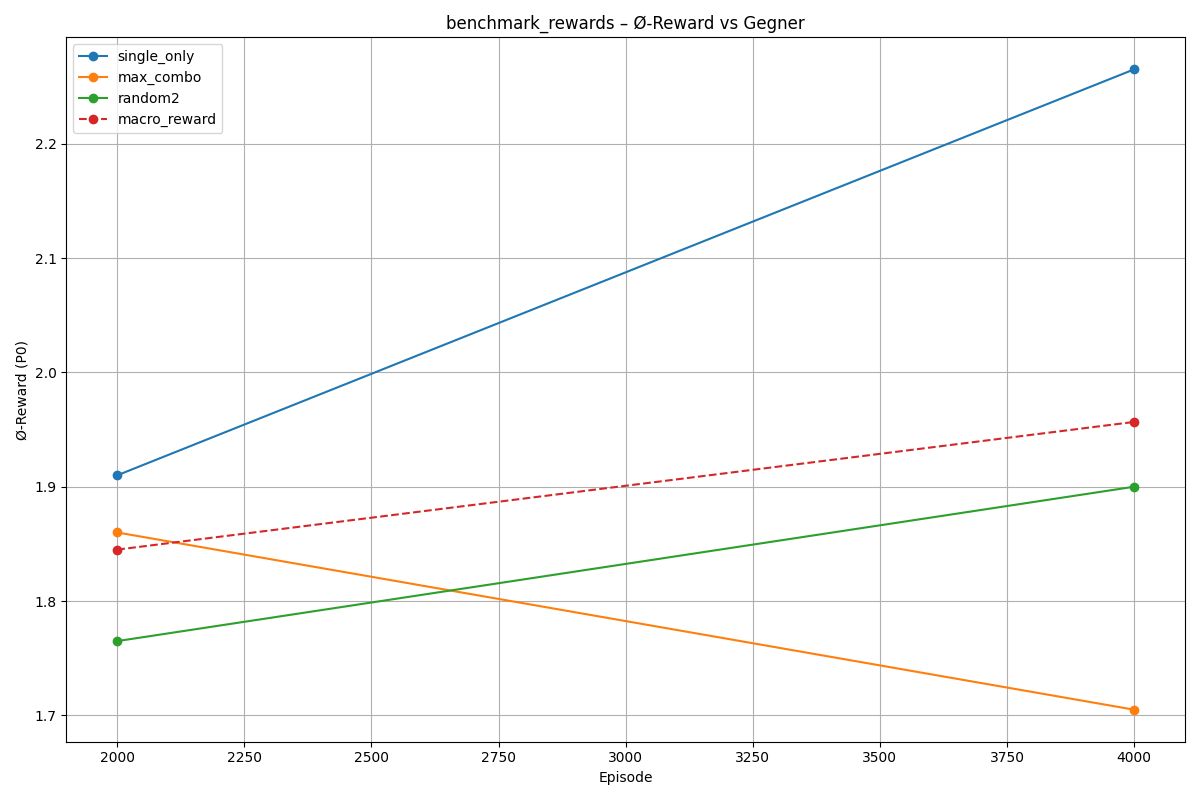 benchmark_rewards – Ø-Reward vs Gegner
single_only
max_combo
random2
macro_reward
2.2
2.1
2.0
1.9
1.8
1.7
Ø-Reward (P0)
2000 2250 2500 2750 3000 3250 3500 3750 4000
Episode